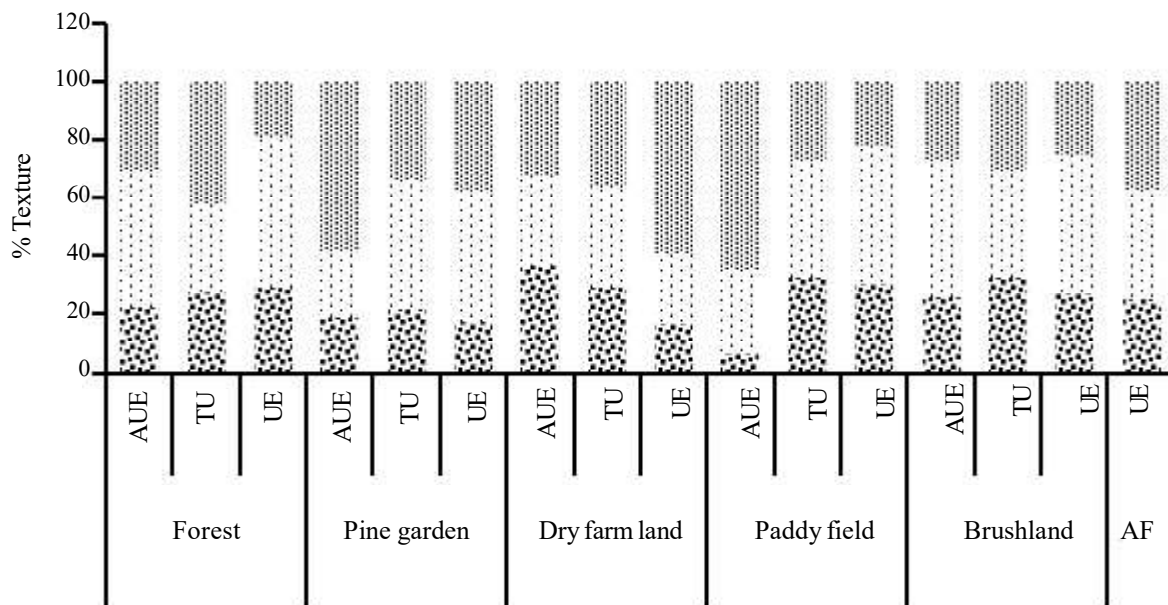 120
100
80
60
40
20
0
% Texture
AUE TU UE AUE TU UE AUE TU UE AUE TU UE AUE TU UE UE
Forest Pine garden Dry farm land Paddy field Brushland AF